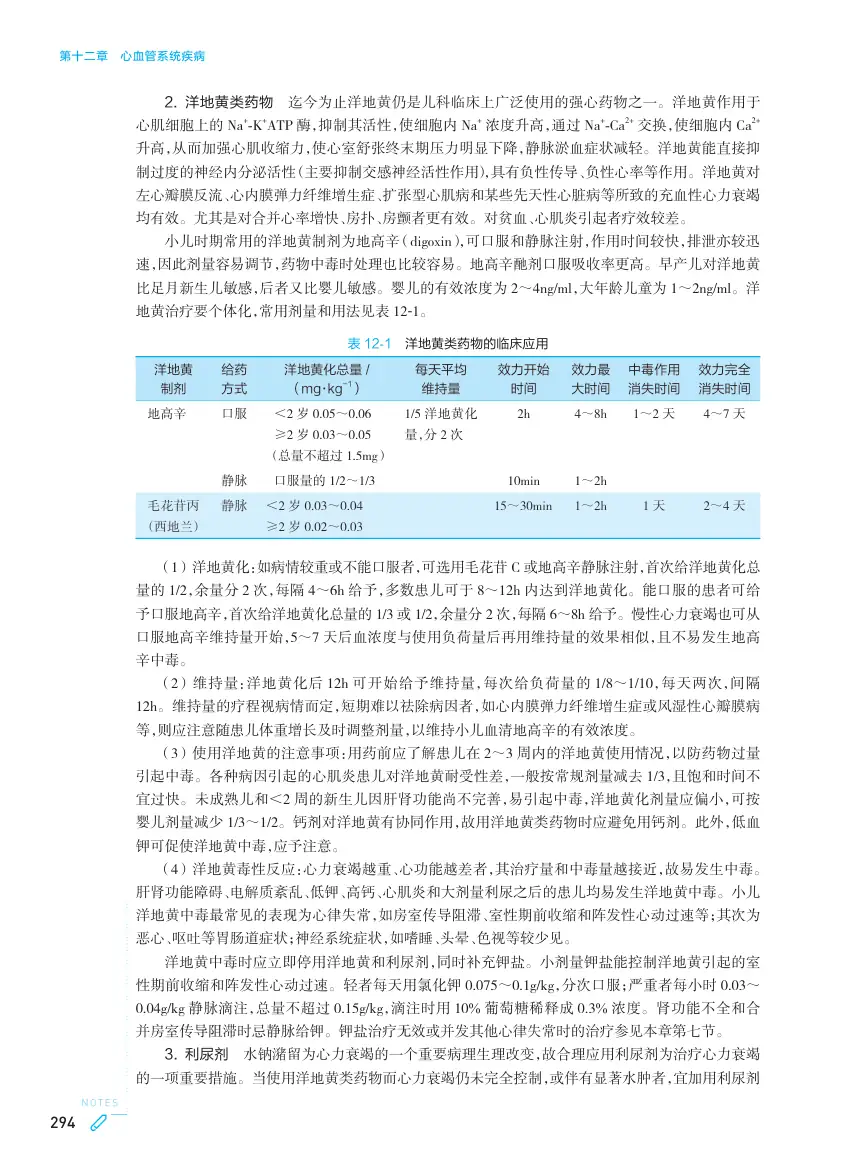 第十二章 心血管系统疾病
2. 洋地黄类药物 迄今为止洋地黄仍是儿科临床上广泛使用的强心药物之一。洋地黄作用于
心肌细胞上的 Na⁺-K⁺ATP 酶,抑制其活性,使细胞内 Na⁺ 浓度升高,通过 Na⁺-Ca²⁺ 交换,使细胞内 Ca²⁺
升高,从而加强心肌收缩力,使心室舒张终末期压力明显下降,静脉淤血症状减轻。洋地黄能直接抑
制过度的神经内分泌活性(主要抑制交感神经活性作用),具有负性传导、负性心率等作用。洋地黄对
左心瓣膜反流、心内膜弹力纤维增生症、扩张型心肌病和某些先天性心脏病等所致的充血性心力衰竭
均有效。尤其是对合并心率增快、房扑、房颤者更有效。对贫血、心肌炎引起者疗效较差。
小儿时期常用的洋地黄制剂为地高辛(digoxin),可口服和静脉注射,作用时间较快,排泄亦较迅
速,因此剂量容易调节,药物中毒时处理也比较容易。地高辛酏剂口服吸收率更高。早产儿对洋地黄
比足月新生儿敏感,后者又比婴儿敏感。婴儿的有效浓度为 2～4ng/ml,大年龄儿童为 1～2ng/ml。洋
地黄治疗要个体化,常用剂量和用法见表 12-1。
表 12-1 洋地黄类药物的临床应用
洋地黄 给药 洋地黄化总量 / 每天平均 效力开始 效力最 中毒作用 效力完全
制剂 方式 (mg·kg⁻¹) 维持量 时间 大时间 消失时间 消失时间
地高辛 口服 ＜2 岁 0.05～0.06 1/5 洋地黄化 2h 4～8h 1～2 天 4～7 天
≥2 岁 0.03～0.05 量,分 2 次
(总量不超过 1.5mg)
静脉 口服量的 1/2～1/3 10min 1～2h
毛花苷丙 静脉 ＜2 岁 0.03～0.04 15～30min 1～2h 1 天 2～4 天
(西地兰) ≥2 岁 0.02～0.03
(1)洋地黄化:如病情较重或不能口服者,可选用毛花苷 C 或地高辛静脉注射,首次给洋地黄化总
量的 1/2,余量分 2 次,每隔 4～6h 给予,多数患儿可于 8～12h 内达到洋地黄化。能口服的患者可给
予口服地高辛,首次给洋地黄化总量的 1/3 或 1/2,余量分 2 次,每隔 6～8h 给予。慢性心力衰竭也可从
口服地高辛维持量开始,5～7 天后血浓度与使用负荷量后再用维持量的效果相似,且不易发生地高
辛中毒。
(2)维持量:洋地黄化后 12h 可开始给予维持量,每次给负荷量的 1/8～1/10,每天两次,间隔
12h。维持量的疗程视病情而定,短期难以祛除病因者,如心内膜弹力纤维增生症或风湿性心瓣膜病
等,则应注意随患儿体重增长及时调整剂量,以维持小儿血清地高辛的有效浓度。
(3)使用洋地黄的注意事项:用药前应了解患儿在 2～3 周内的洋地黄使用情况,以防药物过量
引起中毒。各种病因引起的心肌炎患儿对洋地黄耐受性差,一般按常规剂量减去 1/3,且饱和时间不
宜过快。未成熟儿和＜2 周的新生儿因肝肾功能尚不完善,易引起中毒,洋地黄化剂量应偏小,可按
婴儿剂量减少 1/3～1/2。钙剂对洋地黄有协同作用,故用洋地黄类药物时应避免用钙剂。此外,低血
钾可促使洋地黄中毒,应予注意。
(4)洋地黄毒性反应:心力衰竭越重、心功能越差者,其治疗量和中毒量越接近,故易发生中毒。
肝肾功能障碍、电解质紊乱、低钾、高钙、心肌炎和大剂量利尿之后的患儿均易发生洋地黄中毒。小儿
洋地黄中毒最常见的表现为心律失常,如房室传导阻滞、室性期前收缩和阵发性心动过速等;其次为
恶心、呕吐等胃肠道症状;神经系统症状,如嗜睡、头晕、色视等较少见。
洋地黄中毒时应立即停用洋地黄和利尿剂,同时补充钾盐。小剂量钾盐能控制洋地黄引起的室
性期前收缩和阵发性心动过速。轻者每天用氯化钾 0.075～0.1g/kg,分次口服;严重者每小时 0.03～
0.04g/kg 静脉滴注,总量不超过 0.15g/kg,滴注时用 10% 葡萄糖稀释成 0.3% 浓度。肾功能不全和合
并房室传导阻滞时忌静脉给钾。钾盐治疗无效或并发其他心律失常时的治疗参见本章第七节。
3. 利尿剂 水钠潴留为心力衰竭的一个重要病理生理改变,故合理应用利尿剂为治疗心力衰竭
的一项重要措施。当使用洋地黄类药物而心力衰竭仍未完全控制,或伴有显著水肿者,宜加用利尿剂
NOTES
294